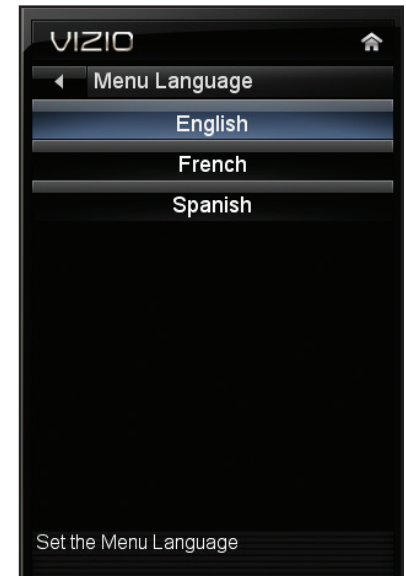 VIZIO
Menu Language
English
French
Spanish
Set the Menu Language